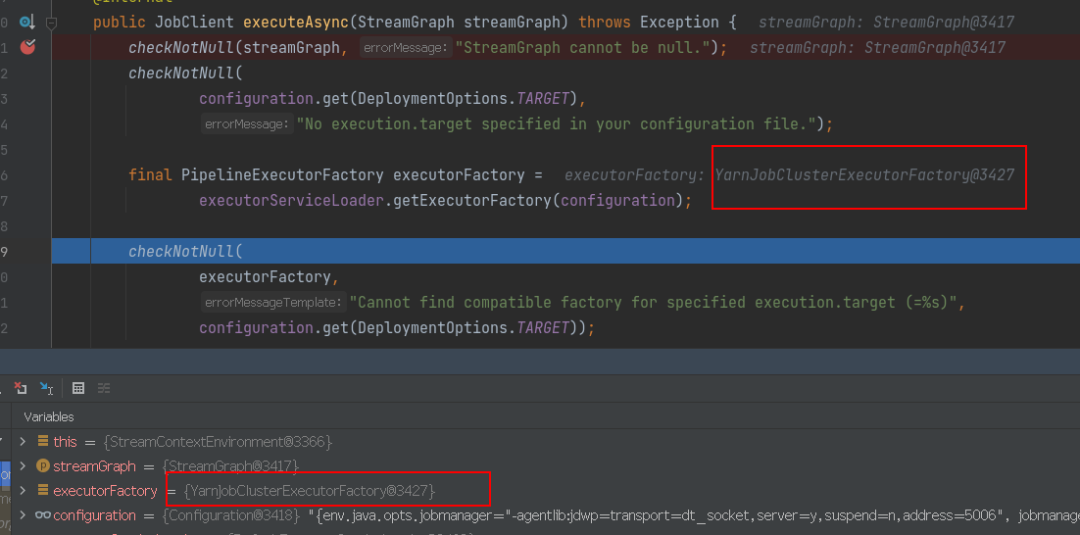 @Internal
0 public JobClient executeAsync(StreamGraph streamGraph) throws Exception { streamGraph: StreamGraph@3417
1 checkNotNull(streamGraph, errorMessage: "StreamGraph cannot be null."); streamGraph: StreamGraph@3417
2 checkNotNull(
3 configuration.get(DeploymentOptions.TARGET),
4 errorMessage: "No execution.target specified in your configuration file.");
5
6 final PipelineExecutorFactory executorFactory = executorFactory: YarnJobClusterExecutorFactory@3427
7 executorServiceLoader.getExecutorFactory(configuration);
8
9 checkNotNull(
0 executorFactory,
1 errorMessageTemplate: "Cannot find compatible factory for specified execution.target (=%s)",
2 configuration.get(DeploymentOptions.TARGET));
Variables
this = {StreamContextEnvironment@3366}
streamGraph = {StreamGraph@3417}
executorFactory = {YarnJobClusterExecutorFactory@3427}
configuration = {Configuration@3418} "{env.java.opts.jobmanager="-agentlib:jdwp=transport=dt_socket,server=y,suspend=n,address=5006", jobmanage